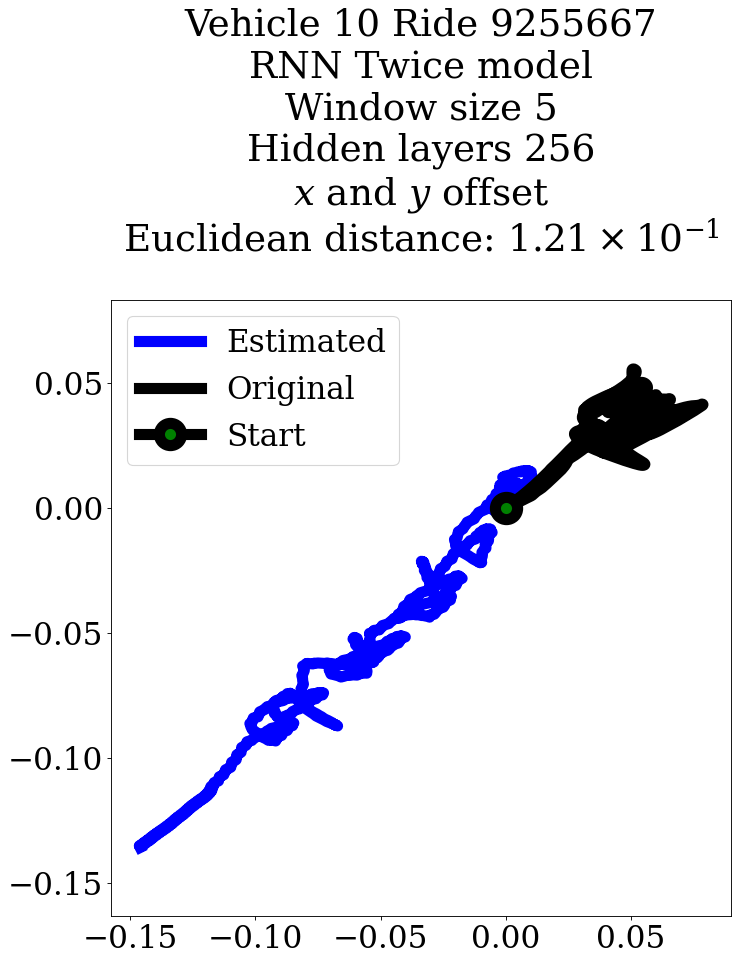 Vehicle 10 Ride 9255667
RNN Twice model
Window size 5
Hidden layers 256
x and y offset
Euclidean distance: 1.21 × 10⁻¹
Estimated
Original
Start
0.05
0.00
−0.05
−0.10
−0.15
−0.15 −0.10 −0.05 0.00 0.05